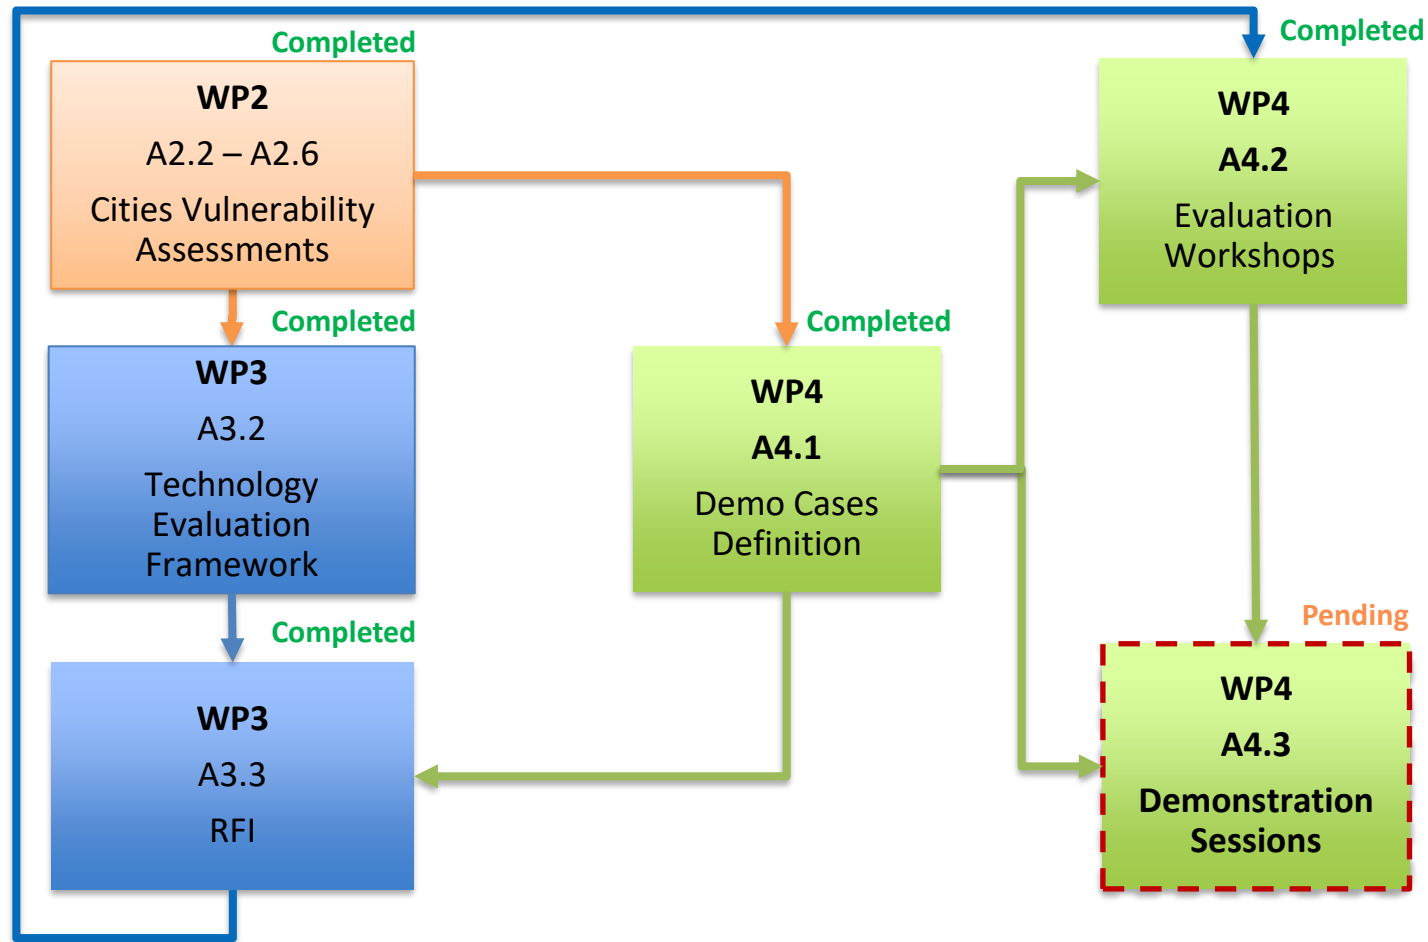 Completed
WP2
A2.2 – A2.6
Cities Vulnerability
Assessments
Completed
WP3
A3.2
Technology
Evaluation
Framework
Completed
WP3
A3.3
RFI
Completed
WP4
A4.1
Demo Cases
Definition
Completed
WP4
A4.2
Evaluation
Workshops
Pending
WP4
A4.3
Demonstration
Sessions